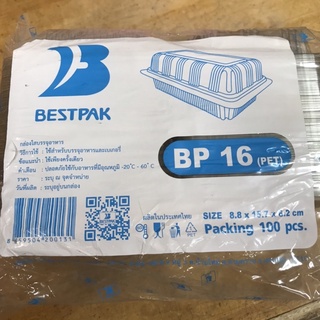 BESTPAK
กล่องใสบรรจุอาหาร
วิธีการใช้ : ใช้สำหรับบรรจุอาหารและเบเกอรี่
ข้อแนะนำ : ใช้เพียงครั้งเดียว
คำเตือน : ปลอดภัยใช้กับอาหารที่มีอุณหภูมิ -20°C - 60°C
ราคา : ระบุ ณ จุดจำหน่าย
วันที่ผลิต : ระบุอยู่บนกล่อง
BP 16 (PET)
ผลิตในประเทศไทย
PET
SIZE 8.8 x 15.7 x 6.2 cm
Packing 100 pcs.